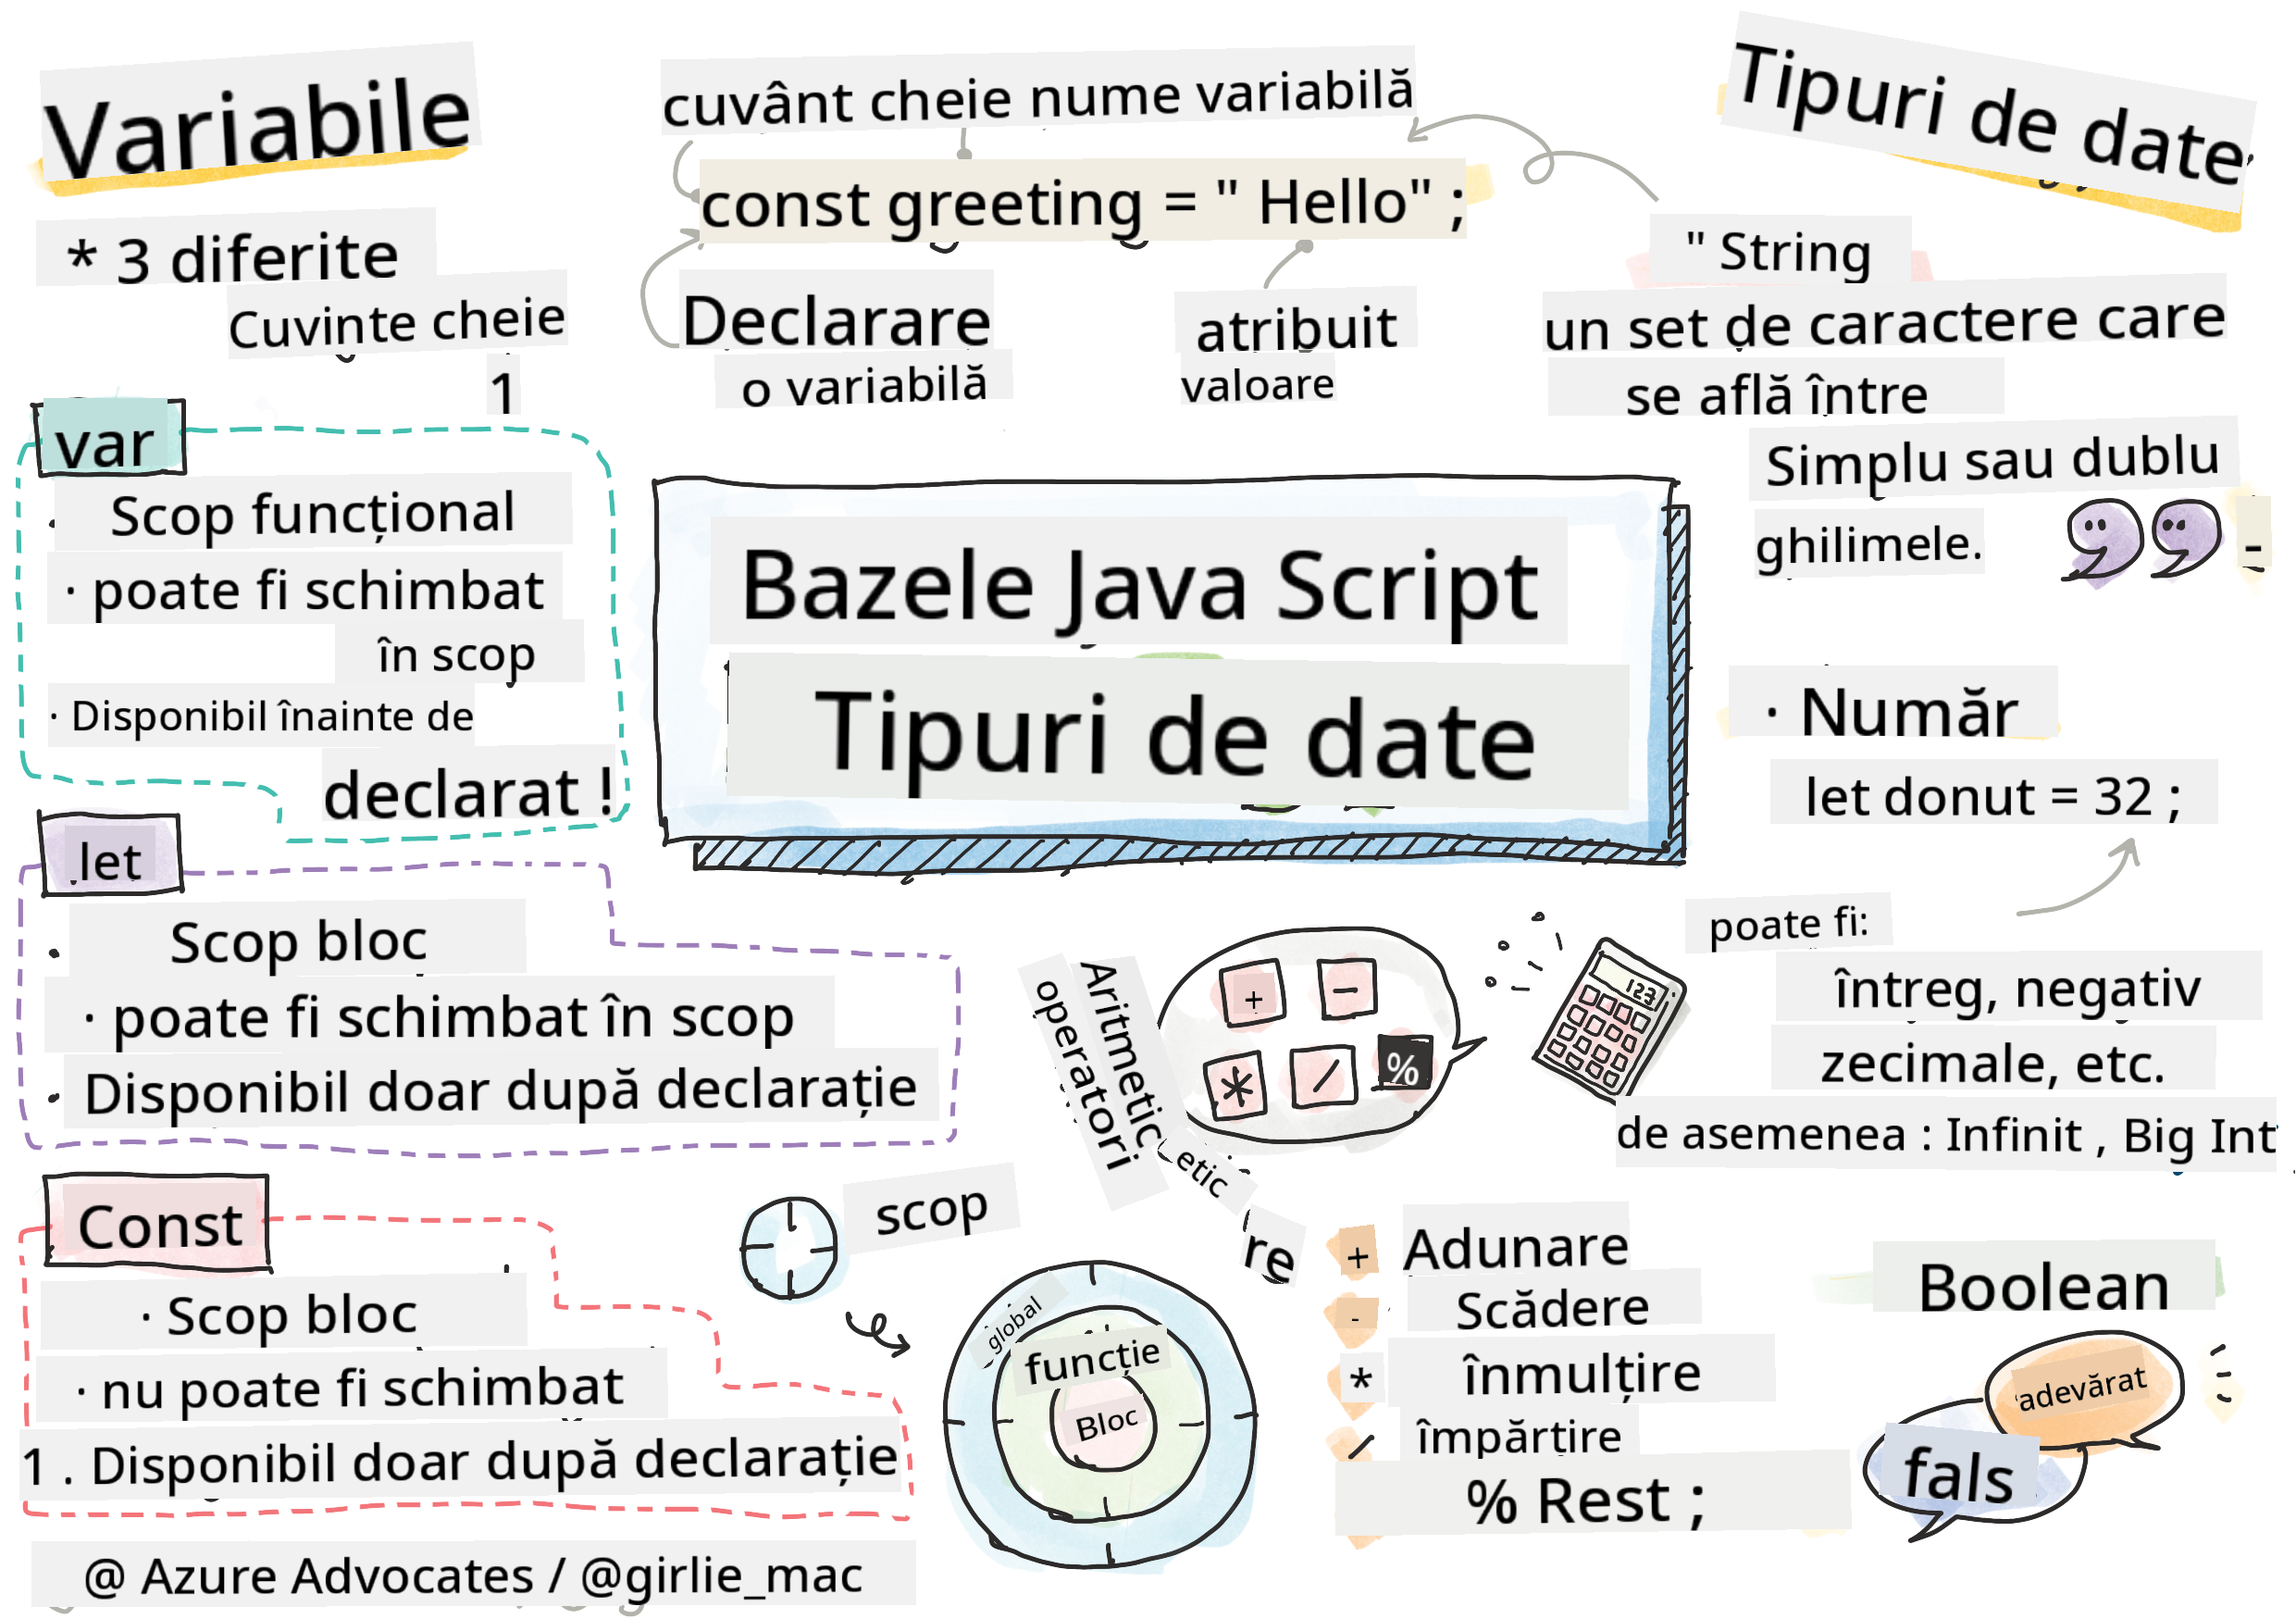 Variabile
* 3 diferite
Cuvinte cheie
1
var
Scop funcțional
· poate fi schimbat
în scop
· Disponibil înainte de
declarat !
let
Scop bloc
· poate fi schimbat în scop
Disponibil doar după declarație
Const
· Scop bloc
· nu poate fi schimbat
1 . Disponibil doar după declarație
@ Azure Advocates / @girlie_mac
cuvânt cheie nume variabilă
const greeting = " Hello" ;
Declarare
o variabilă
atribuit
valoare
Bazele Java Script
Tipuri de date
Aritmetic
operatori
etic
re
+
-
*
/
%
123
scop
global
funcție
Bloc
+ Adunare
- Scădere
* înmulțire
/ împărțire
% Rest ;
Tipuri de date
" String
un set de caractere care
se află între
Simplu sau dublu
ghilimele.
-
· Număr
let donut = 32 ;
poate fi:
întreg, negativ
zecimale, etc.
de asemenea : Infinit , Big Int
Boolean
adevărat
fals